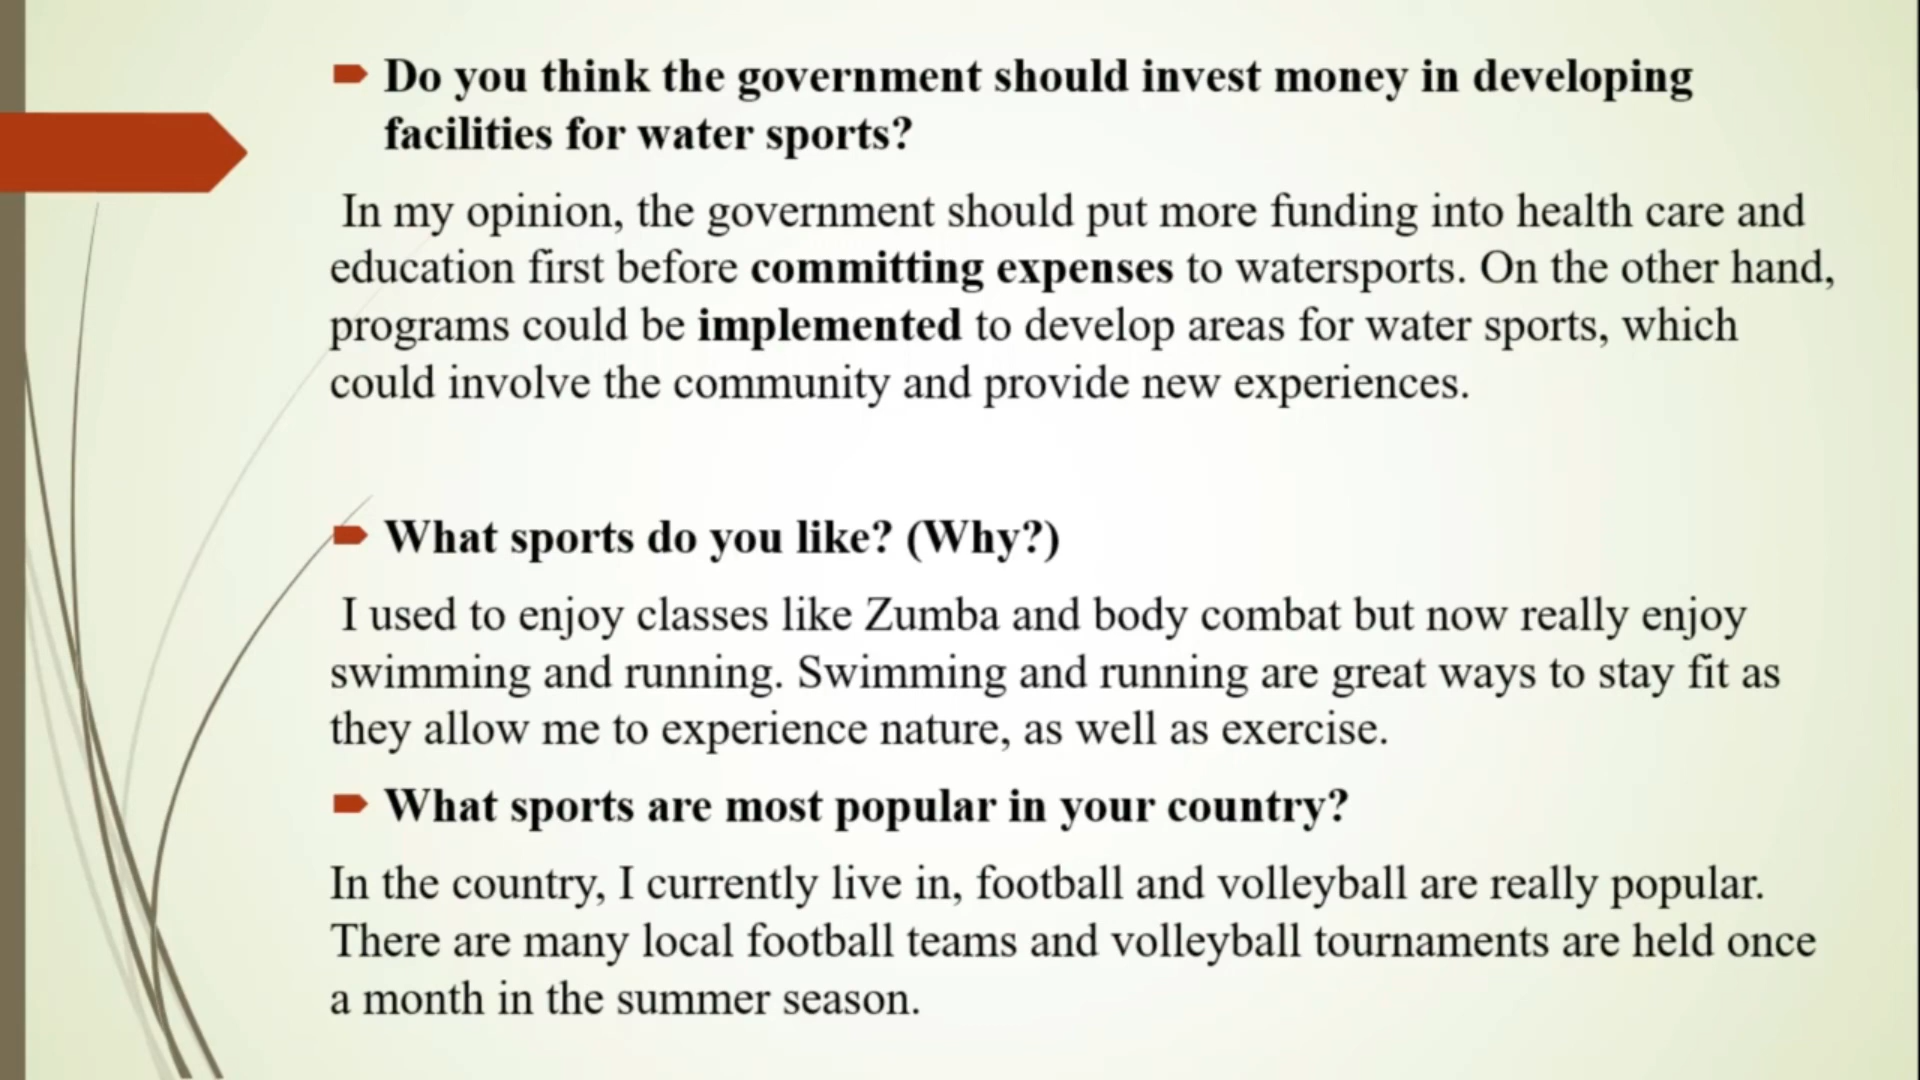 Do you think the government should invest money in developing
facilities for water sports?
In my opinion, the government should put more funding into health care and
education first before committing expenses to watersports. On the other hand,
programs could be implemented to develop areas for water sports, which
could involve the community and provide new experiences.
What sports do you like? (Why?)
I used to enjoy classes like Zumba and body combat but now really enjoy
swimming and running. Swimming and running are great ways to stay fit as
they allow me to experience nature, as well as exercise.
What sports are most popular in your country?
In the country, I currently live in, football and volleyball are really popular.
There are many local football teams and volleyball tournaments are held once
a month in the summer season.